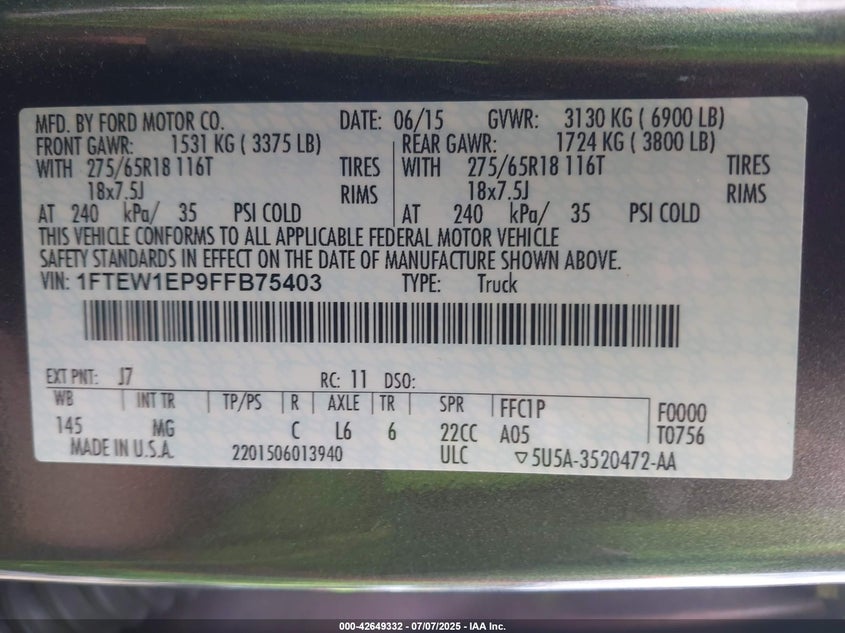 MFD. BY FORD MOTOR CO. DATE: 06/15 GVWR: 3130 KG ( 6900 LB)
FRONT GAWR: 1531 KG ( 3375 LB) REAR GAWR: 1724 KG ( 3800 LB)
WITH 275/65R18 116T TIRES WITH 275/65R18 116T TIRES
18x7.5J RIMS 18x7.5J RIMS
AT 240 kPa/ 35 PSI COLD AT 240 kPa/ 35 PSI COLD
THIS VEHICLE CONFORMS TO ALL APPLICABLE FEDERAL MOTOR VEHICLE
SAFETY STANDARDS IN EFFECT ON THE DATE OF MANUFACTURE SHOWN ABOVE.
VIN: 1FTEW1EP9FFB75403 TYPE: Truck
EXT PNT: J7 RC: 11 DSO:
WB INT TR TP/PS R AXLE TR SPR FFC1P F0000
145 MG C L6 6 22CC A05 T0756
MADE IN U.S.A. 2201506013940 ULC ▽5U5A-3520472-AA
000-42649332 - 07/07/2025 - IAA Inc.